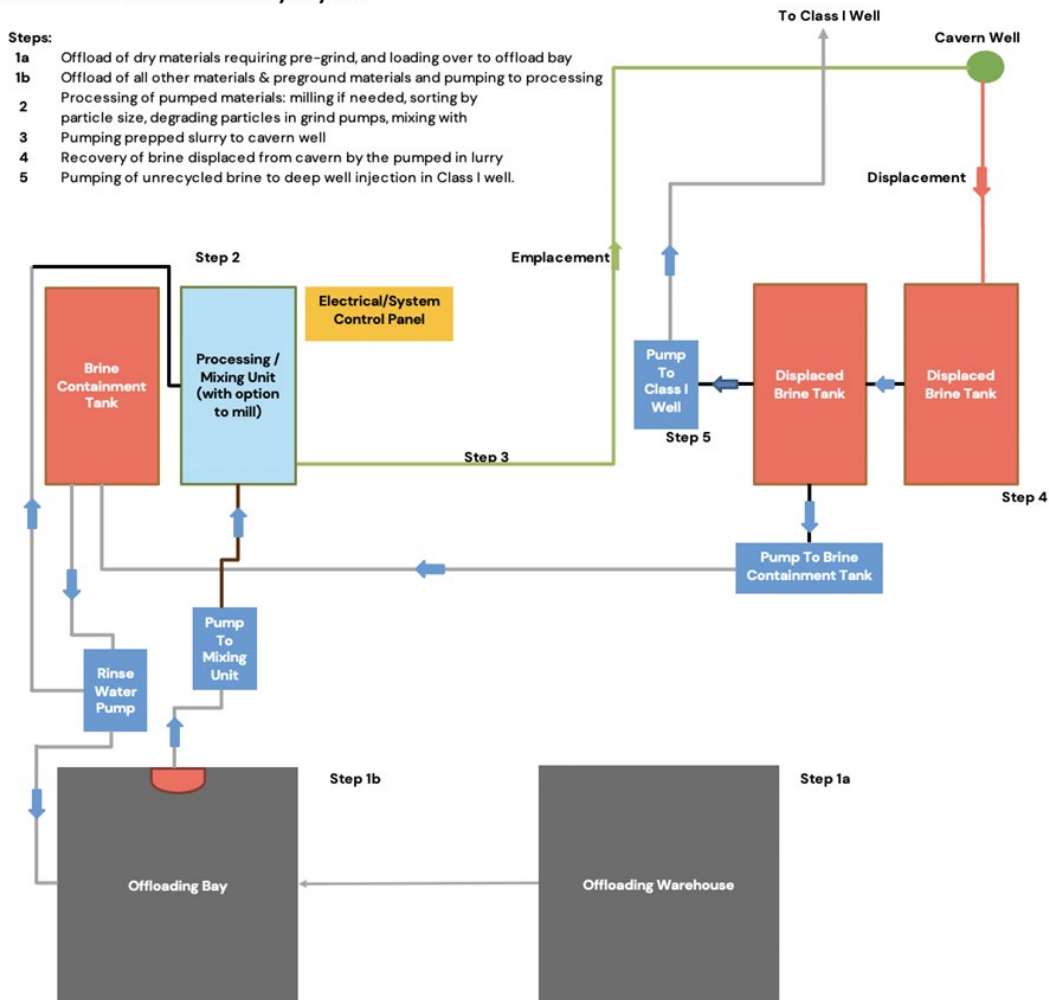 To Class I Well
Steps:
Cavern Well
1a Offload of dry materials requiring pre-grind, and loading over to offload bay
1b Offload of all other materials & preground materials and pumping to processing
2 Processing of pumped materials: milling if needed, sorting by
particle size, degrading particles in grind pumps, mixing with
3 Pumping prepped slurry to cavern well
4 Recovery of brine displaced from cavern by the pumped in lurry
5 Pumping of unrecycled brine to deep well injection in Class I well.
Displacement
Step 2
Emplacement
Electrical/System
Control Panel
Brine
Containment
Tank
Processing /
Mixing Unit
(with option
to mill)
Pump
To
Class I
Well
Displaced
Brine Tank
Displaced
Brine Tank
Step 5
Step 3
Step 4
Pump To Brine
Containment Tank
Pump
To
Mixing
Unit
Rinse
Water
Pump
Step 1b
Step 1a
Offloading Bay
Offloading Warehouse